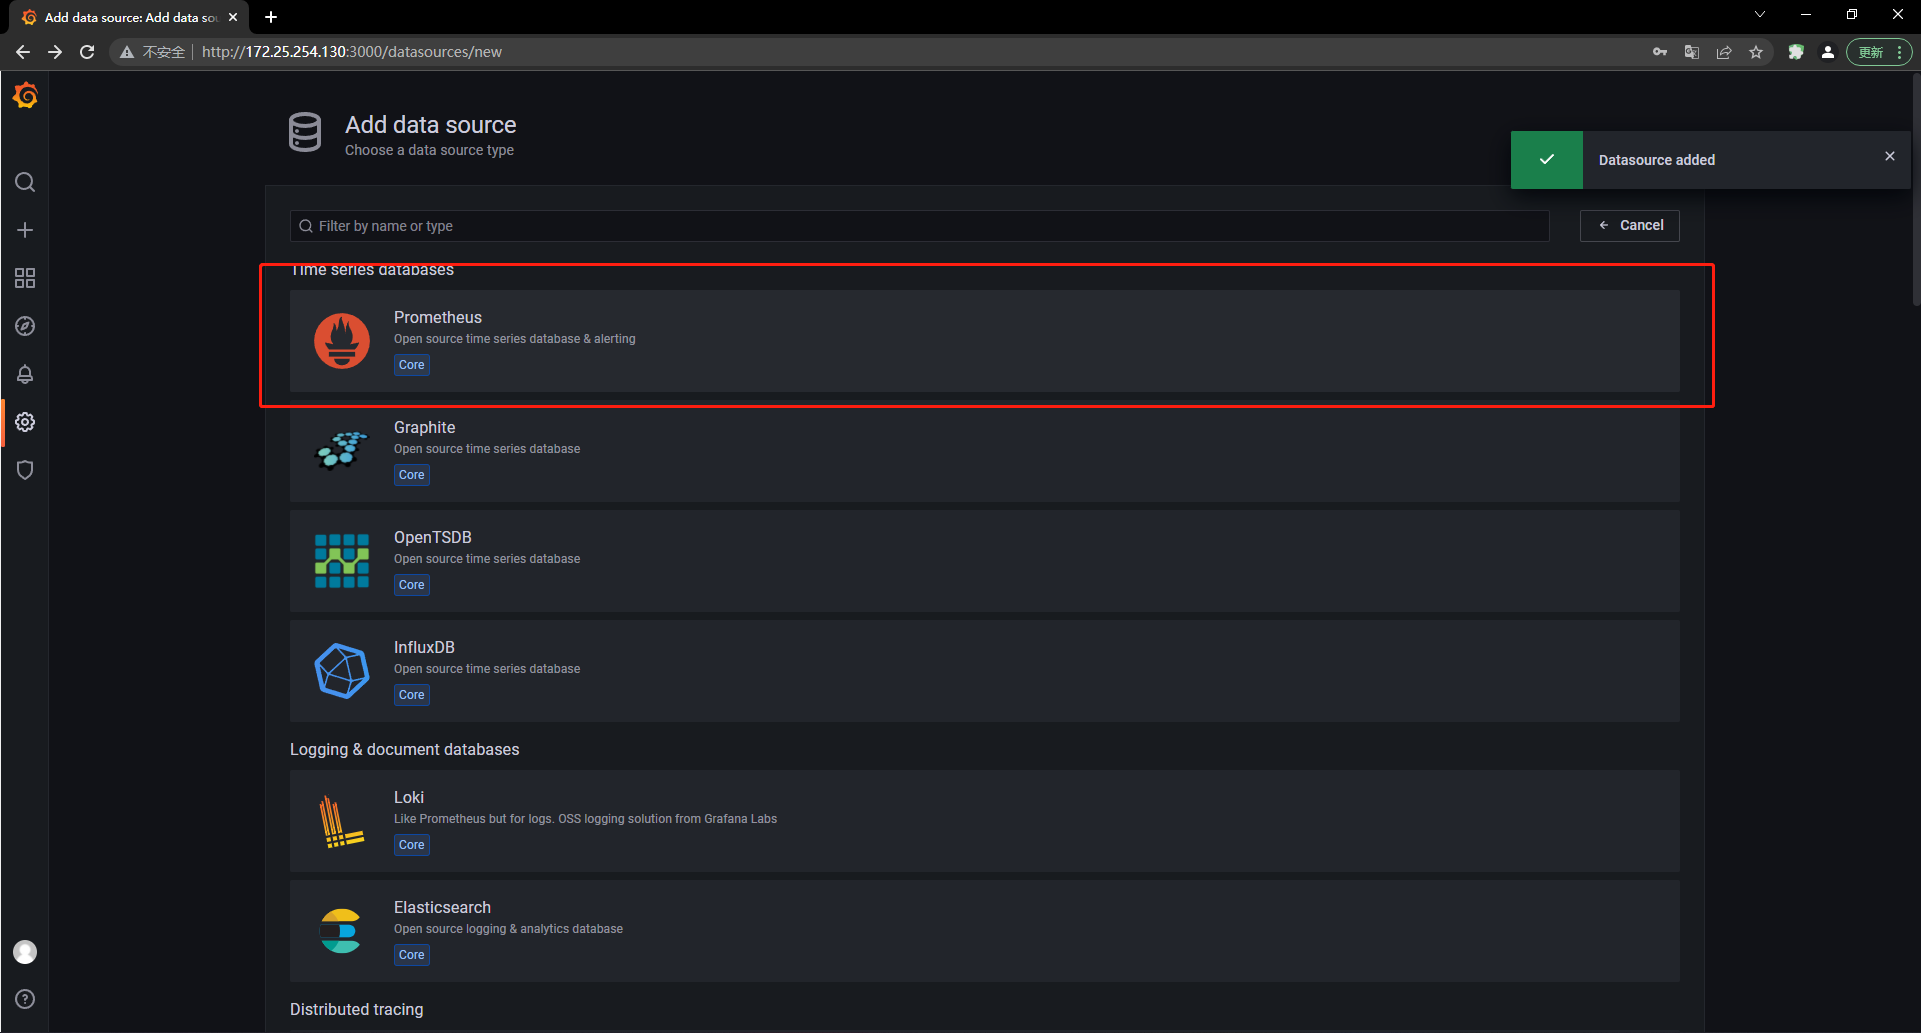 Add data source: Add data sou
不安全 http://172.25.254.130:3000/datasources/new
更新
Add data source
Choose a data source type
Datasource added
Filter by name or type
Cancel
Time series databases
Prometheus
Open source time series database & alerting
Core
Graphite
Open source time series database
Core
OpenTSDB
Open source time series database
Core
InfluxDB
Open source time series database
Core
Logging & document databases
Loki
Like Prometheus but for logs. OSS logging solution from Grafana Labs
Core
Elasticsearch
Open source logging & analytics database
Core
Distributed tracing